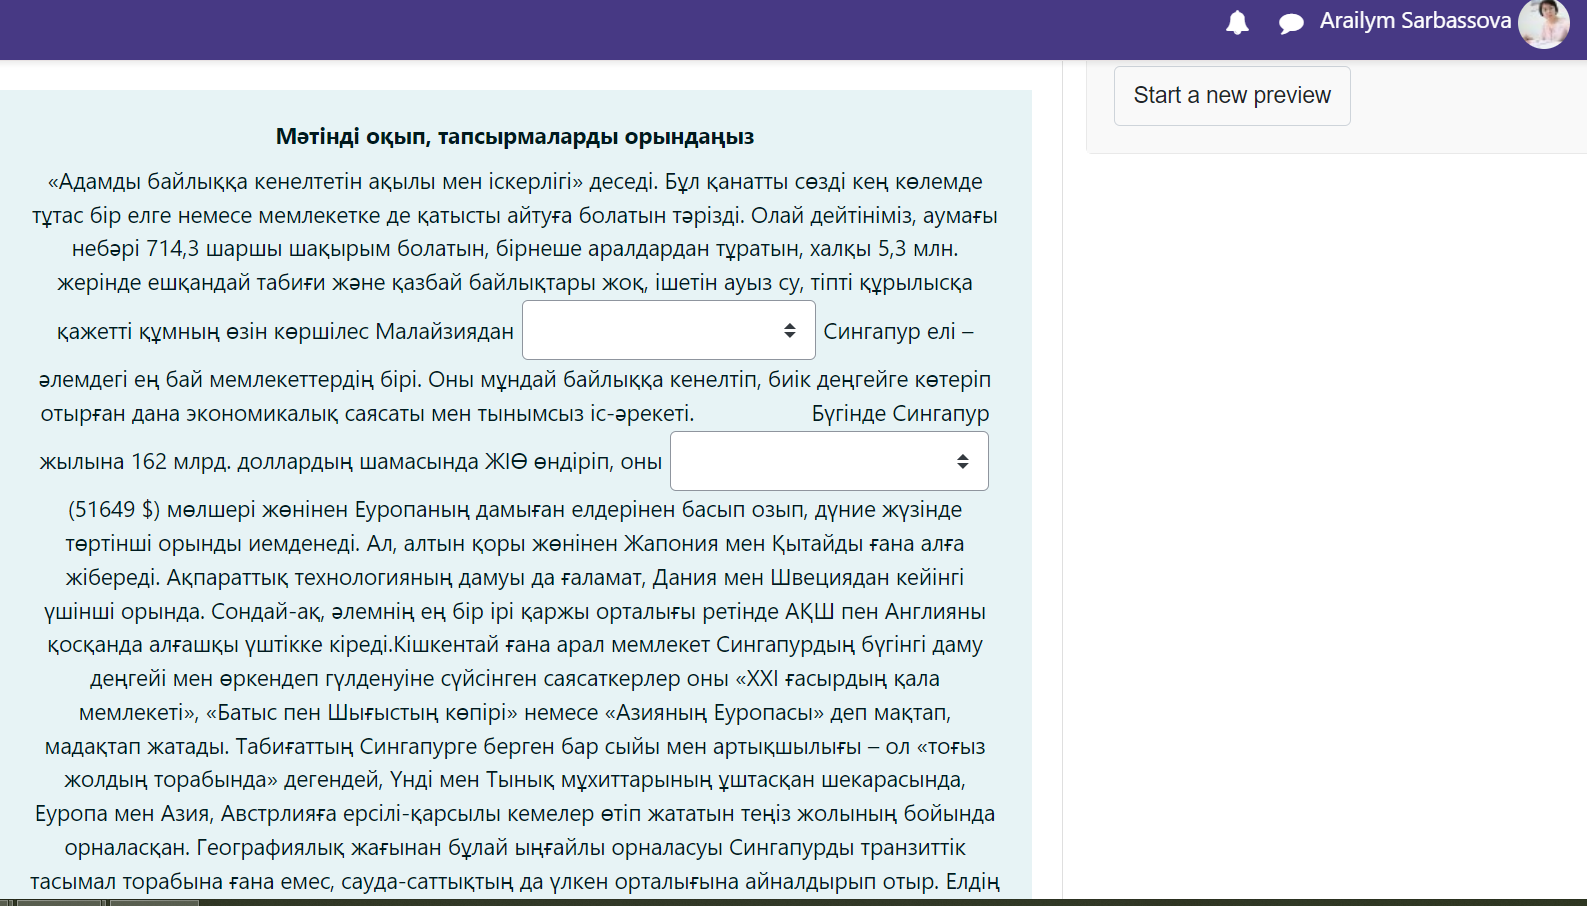 Arailym Sarbassova
Start a new preview
Мәтінді оқып, тапсырмаларды орындаңыз
«Адамды байлыққа кенелтетін ақылы мен іскерлігі» деседі. Бұл қанатты сөзді кең көлемде
тұтас бір елге немесе мемлекетке де қатысты айтуға болатын тәрізді. Олай дейтініміз, аумағы
небәрі 714,3 шаршы шақырым болатын, бірнеше аралдардан тұратын, халқы 5,3 млн.
жерінде ешқандай табиғи және қазбай байлықтары жоқ, ішетін ауыз су, тіпті құрылысқа
қажетті құмның өзін көршілес Малайзиядан Сингапур елі –
әлемдегі ең бай мемлекеттердің бірі. Оны мұндай байлыққа кенелтіп, биік деңгейге көтеріп
отырған дана экономикалық саясаты мен тынымсыз іс-әрекеті. Бүгінде Сингапур
жылына 162 млрд. доллардың шамасында ЖІӨ өндіріп, оны
(51649 $) мөлшері жөнінен Еуропаның дамыған елдерінен басып озып, дүние жүзінде
төртінші орынды иемденеді. Ал, алтын қоры жөнінен Жапония мен Қытайды ғана алға
жібереді. Ақпараттық технологияның дамуы да ғаламат, Дания мен Швециядан кейінгі
үшінші орында. Сондай-ақ, әлемнің ең бір ірі қаржы орталығы ретінде АҚШ пен Англияны
қосқанда алғашқы үштікке кіреді.Кішкентай ғана арал мемлекет Сингапурдың бүгінгі даму
деңгейі мен өркендеп гүлденуіне сүйсінген саясаткерлер оны «XXI ғасырдың қала
мемлекеті», «Батыс пен Шығыстың көпірі» немесе «Азияның Еуропасы» деп мақтап,
мадақтап жатады. Табиғаттың Сингапурге берген бар сыйы мен артықшылығы – ол «тоғыз
жолдың торабында» дегендей, Үнді мен Тынық мұхиттарының ұштасқан шекарасында,
Еуропа мен Азия, Австрлияға ерсілі-қарсылы кемелер өтіп жататын теңіз жолының бойында
орналасқан. Географиялық жағынан бұлай ыңғайлы орналасуы Сингапурды транзиттік
тасымал торабына ғана емес, сауда-саттықтың да үлкен орталығына айналдырып отыр. Елдің